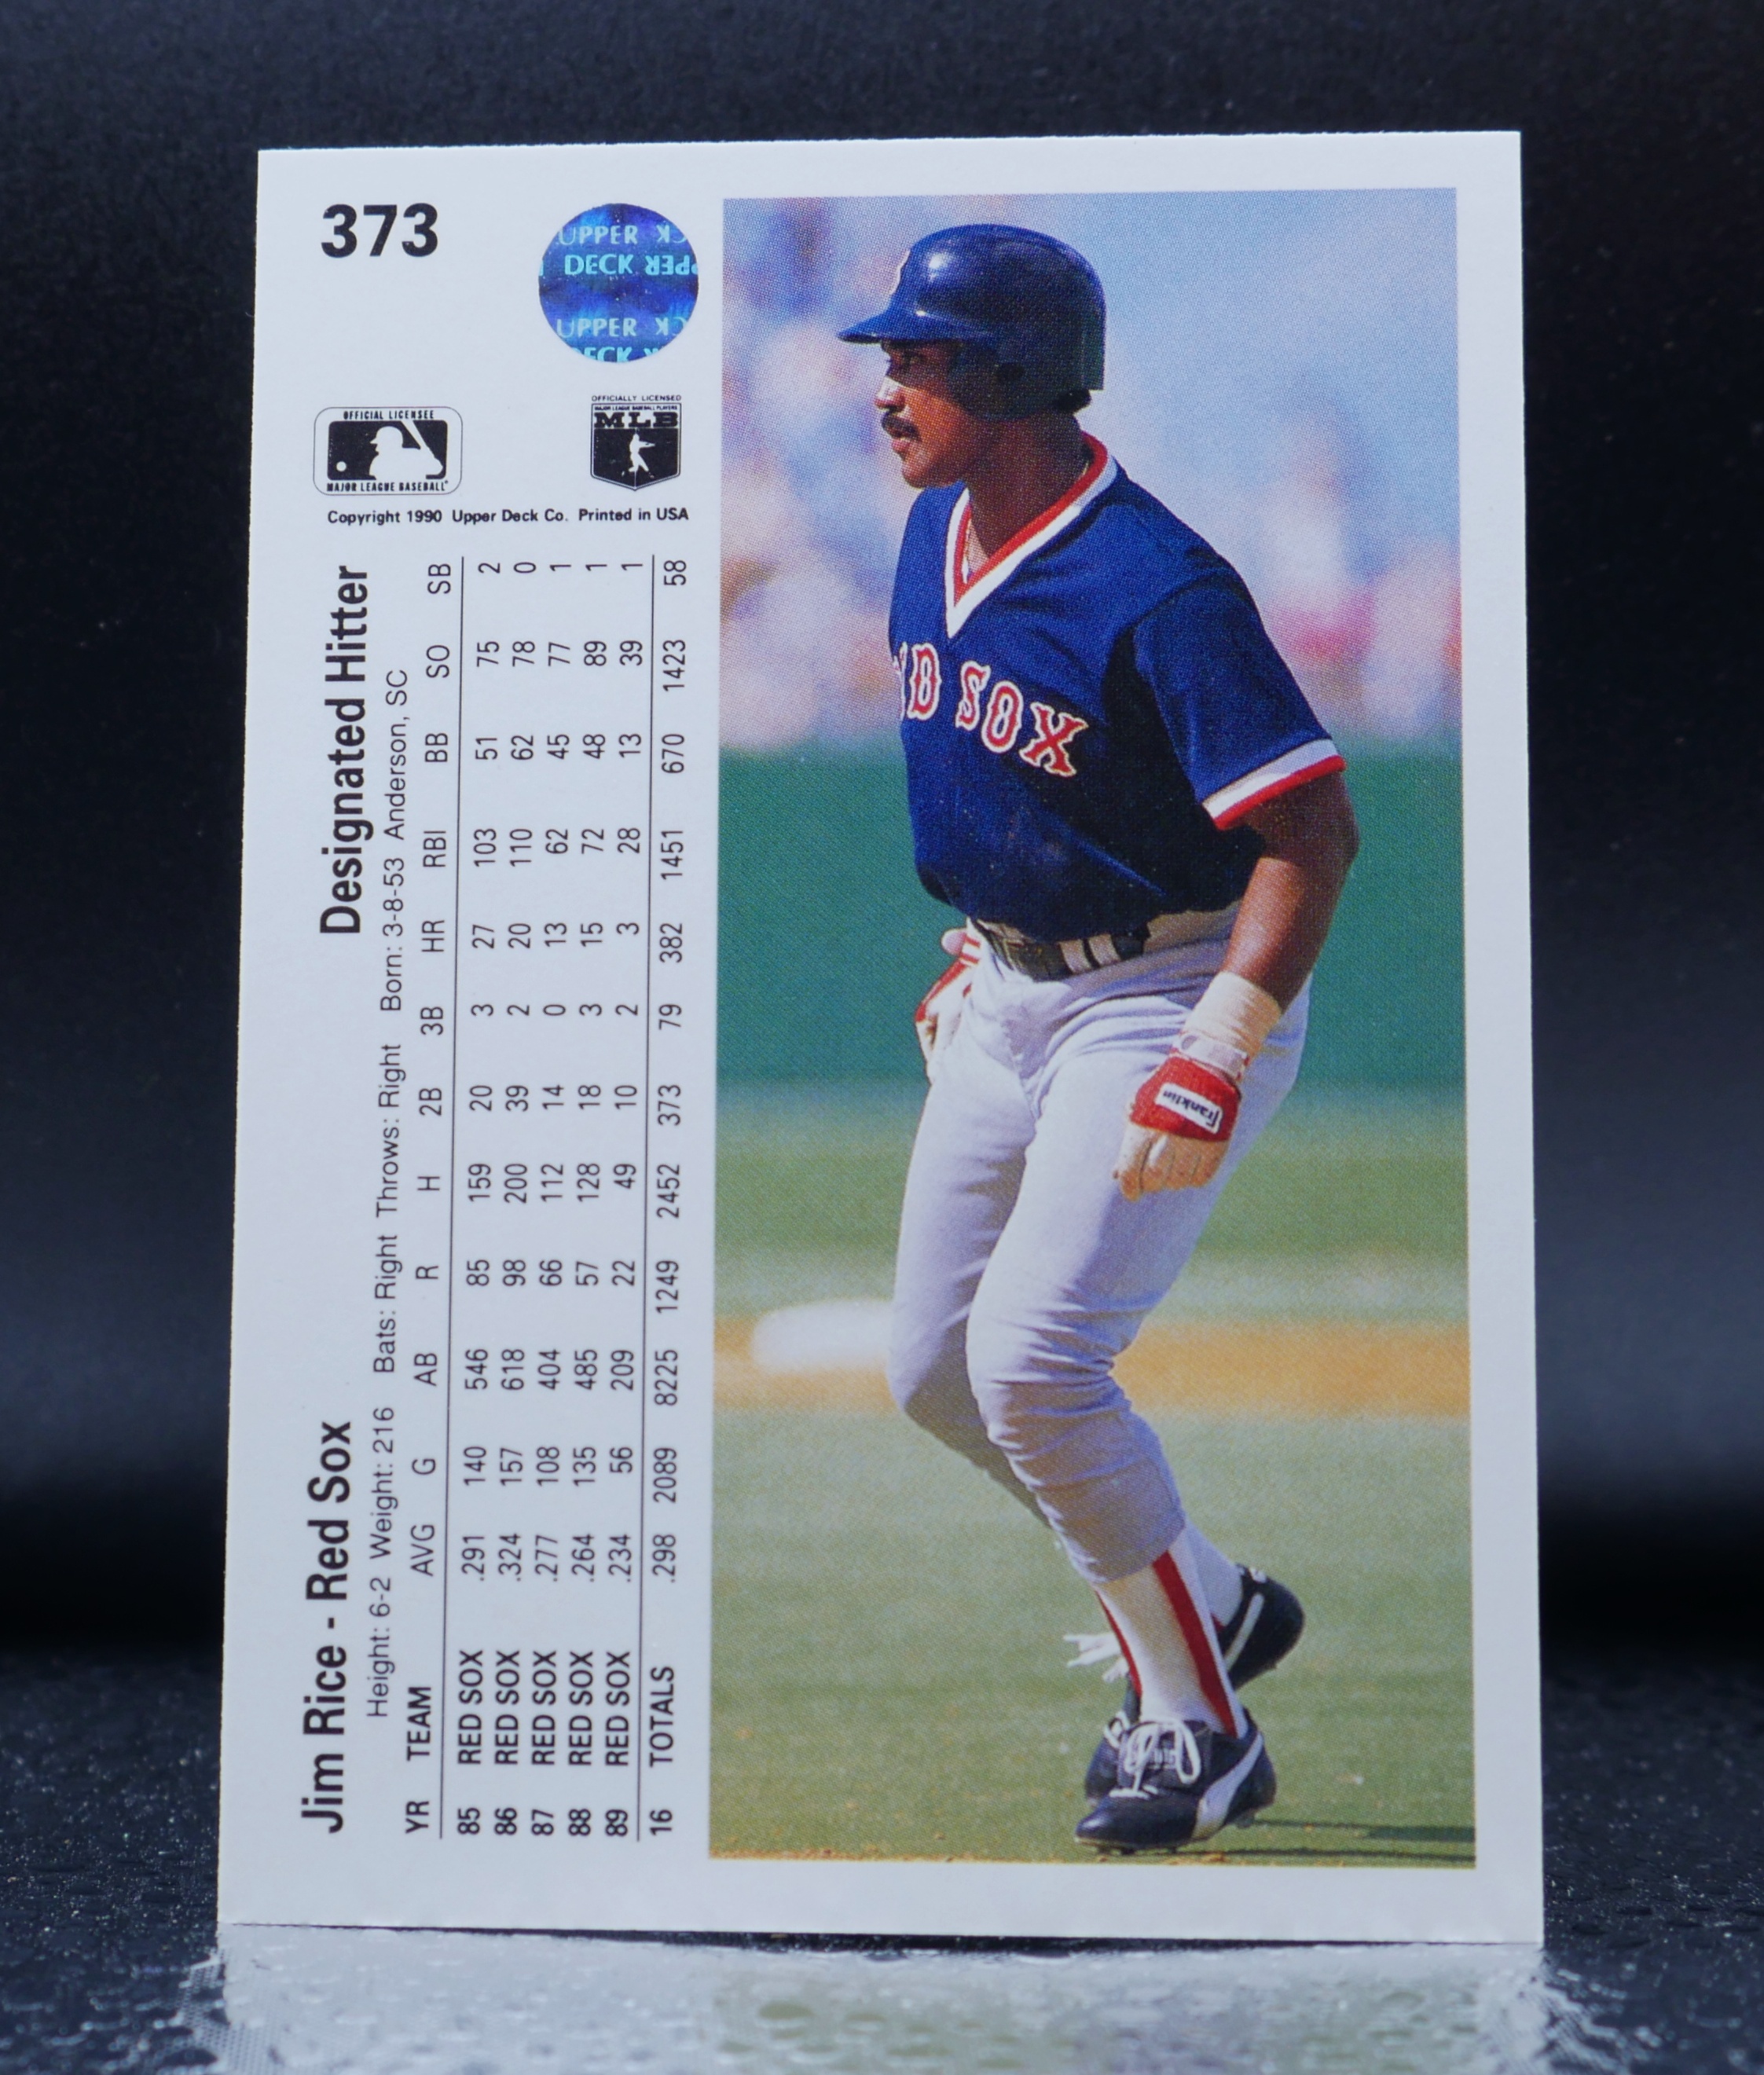 373
UPPER
DECK
UPPER
DECK
OFFICIAL LICENSEE
MAJOR LEAGUE BASEBALL
OFFICIALLY LICENSED
MAJOR LEAGUE BASEBALL PLAYERS
MLB
Copyright 1990 Upper Deck Co. Printed in USA
Jim Rice - Red Sox Designated Hitter
Height: 6-2 Weight: 216 Bats: Right Throws: Right Born: 3-8-53 Anderson, SC
YR TEAM AVG G AB R H 2B 3B HR RBI BB SO SB
85 RED SOX .291 140 546 85 159 20 3 27 103 51 75 2
86 RED SOX .324 157 618 98 200 39 2 20 110 62 78 0
87 RED SOX .277 108 404 66 112 14 0 13 62 45 77 1
88 RED SOX .264 135 485 57 128 18 3 15 72 48 89 1
89 RED SOX .234 56 209 22 49 10 2 3 28 13 39 1
16 TOTALS .298 2089 8225 1249 2452 373 79 382 1451 670 1423 58
SOX
Franklin